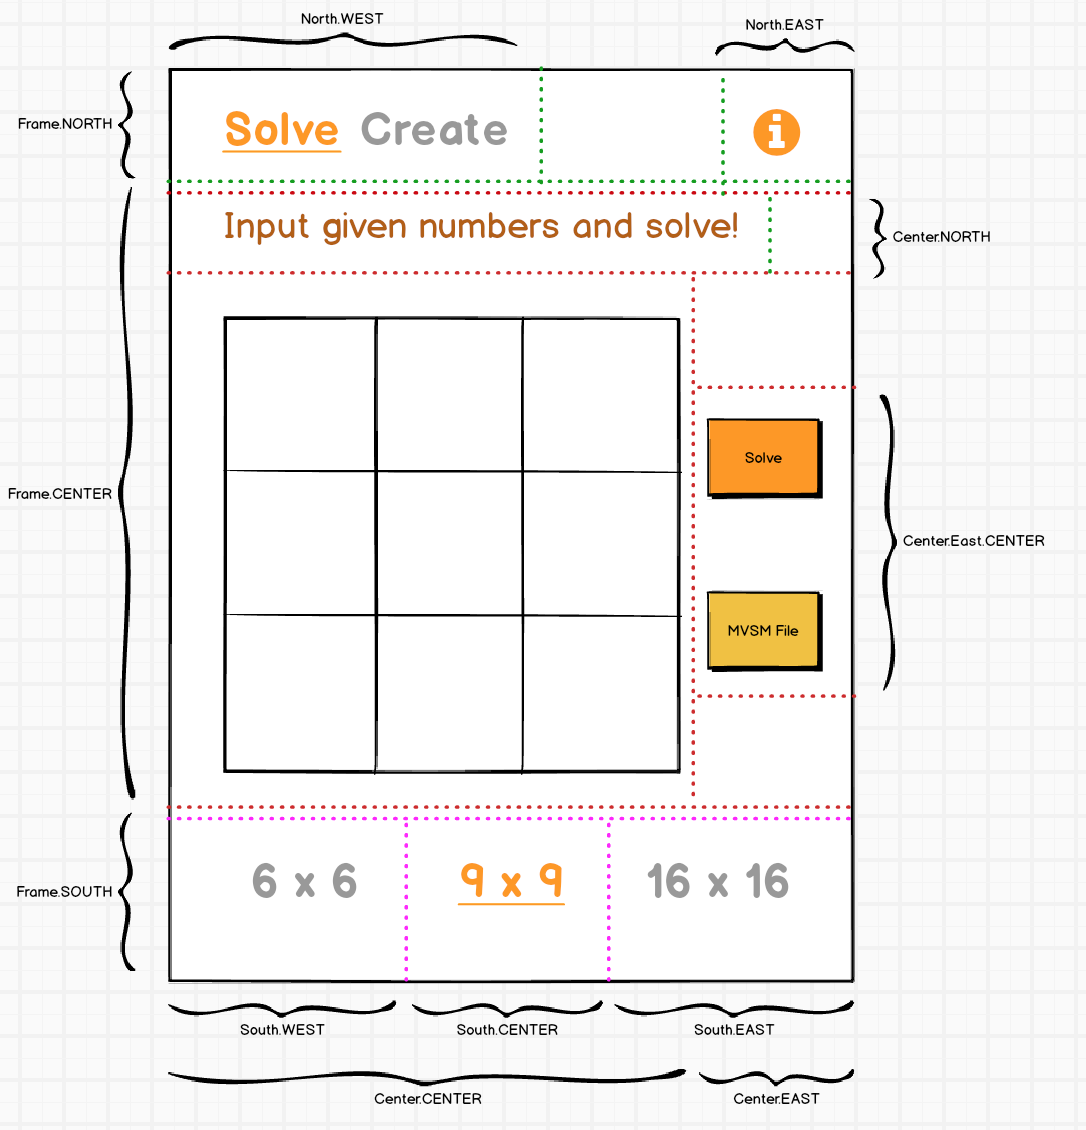 North.WEST
North.EAST
Frame.NORTH
Solve Create
i
Input given numbers and solve!
Center.NORTH
Solve
Frame.CENTER
Center.East.CENTER
MVSM File
Frame.SOUTH
6 x 6
9 x 9
16 x 16
South.WEST
South.CENTER
South.EAST
Center.CENTER
Center.EAST